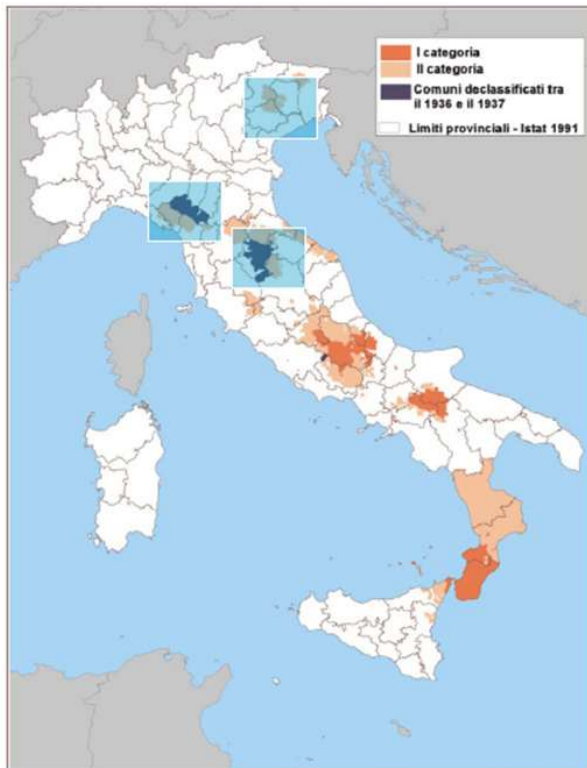 I categoria
II categoria
Comuni declassificati tra
il 1936 e il 1937
Limiti provinciali - Istat 1991